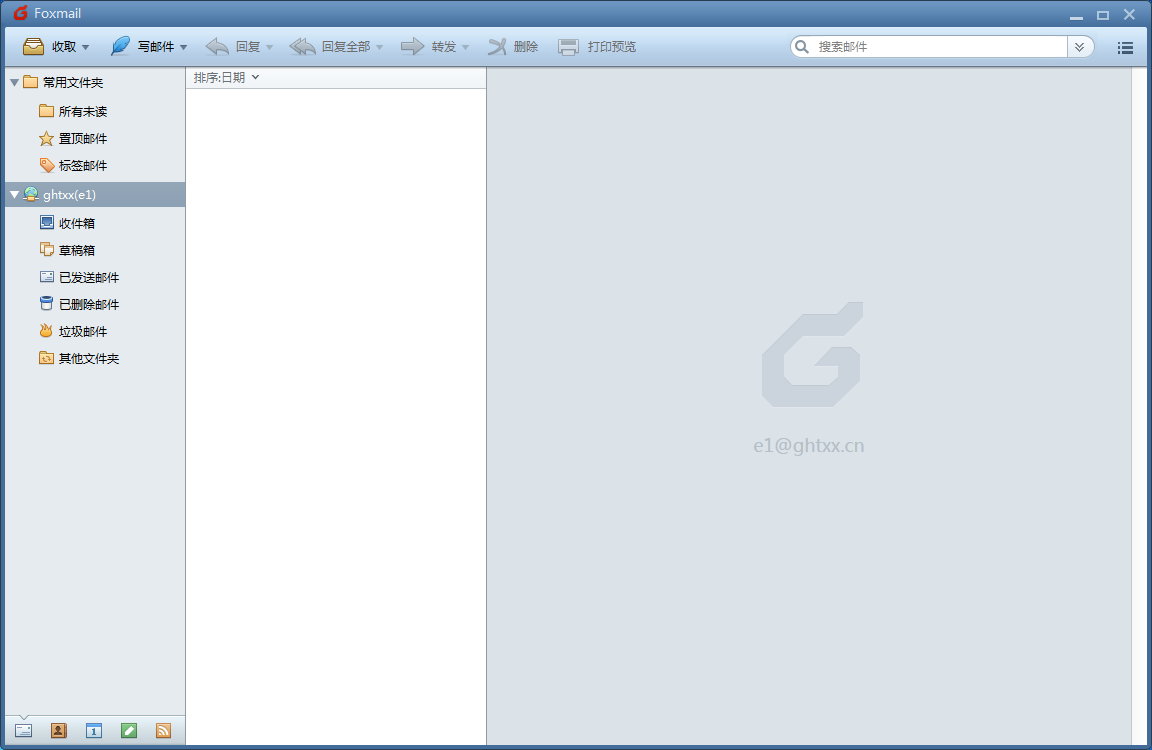 Foxmail
收取 写邮件 回复 回复全部 转发 删除 打印预览 搜索邮件
常用文件夹
所有未读
置顶邮件
标签邮件
ghtxx(e1)
收件箱
草稿箱
已发送邮件
已删除邮件
垃圾邮件
其他文件夹
1
排序:日期
e1@ghtxx.cn